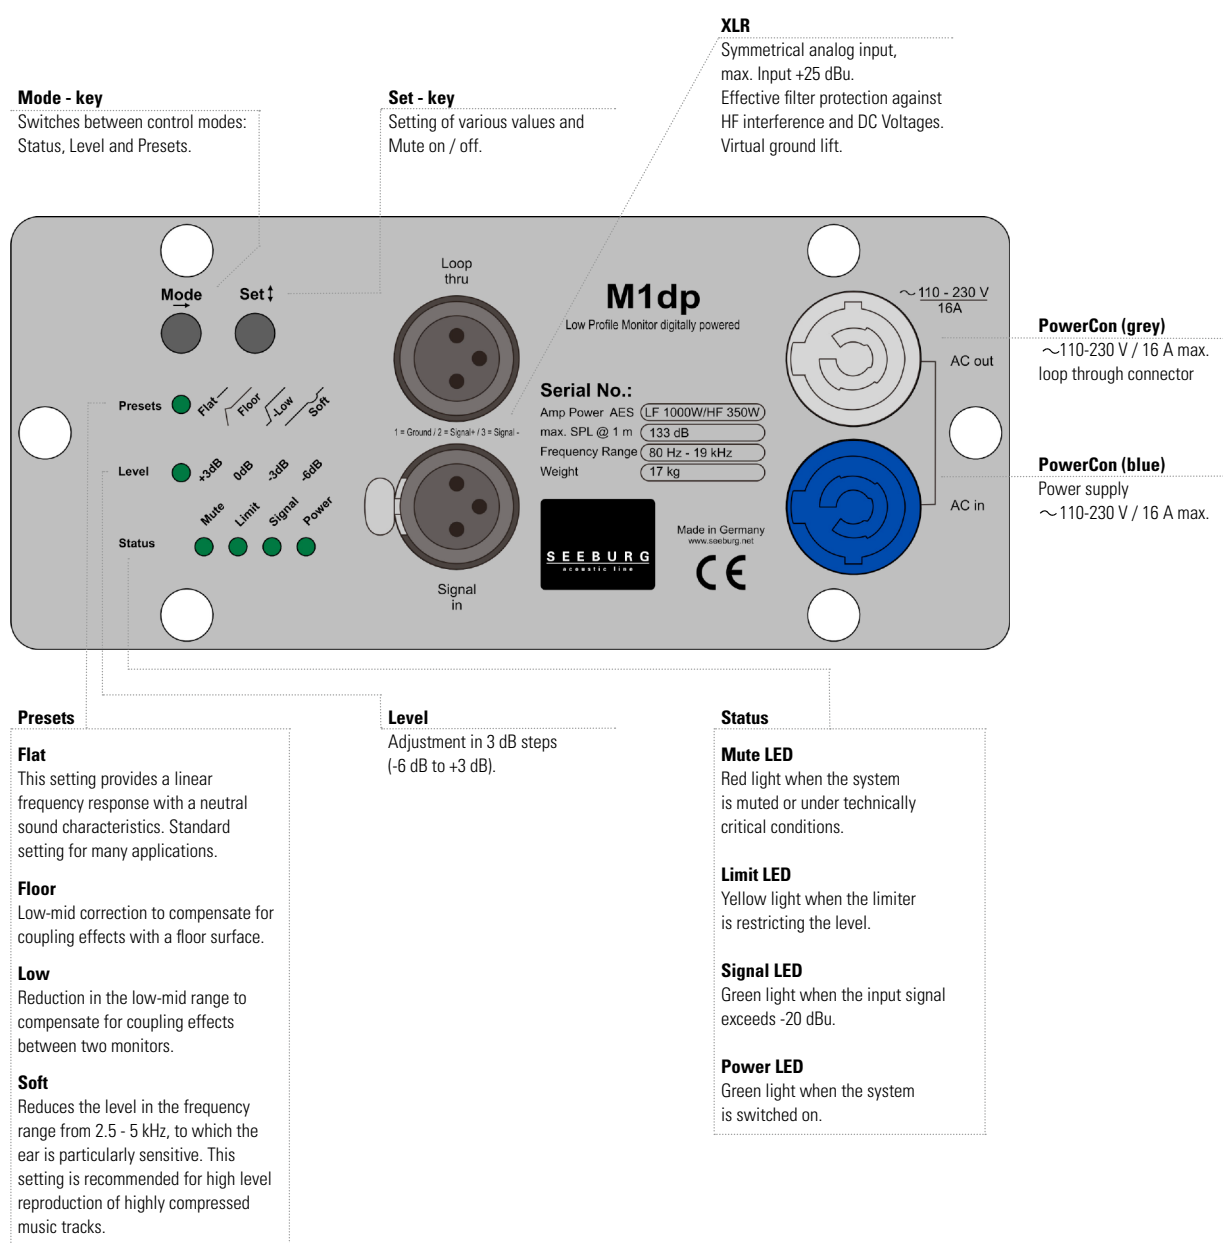 XLR
Symmetrical analog input,
max. Input +25 dBu.
Effective filter protection against
HF interference and DC Voltages.
Virtual ground lift.
Mode - key
Switches between control modes:
Status, Level and Presets.
Set - key
Setting of various values and
Mute on / off.
Mode
Set
Presets
Flat
Floor
-Low
Soft
Level
+3dB
0dB
-3dB
-6dB
Mute
Limit
Signal
Power
Status
Loop
thru
1 = Ground / 2 = Signal+ / 3 = Signal -
Signal
in
M1dp
Low Profile Monitor digitally powered
Serial No.:
Amp Power AES LF 1000W/HF 350W
max. SPL @ 1 m 133 dB
Frequency Range 80 Hz - 19 kHz
Weight 17 kg
SEEBURG
acoustic line
Made in Germany
www.seeburg.net
CE
～110 - 230 V
16A
AC out
AC in
PowerCon (grey)
～110-230 V / 16 A max.
loop through connector
PowerCon (blue)
Power supply
～110-230 V / 16 A max.
Presets
Flat
This setting provides a linear
frequency response with a neutral
sound characteristics. Standard
setting for many applications.
Floor
Low-mid correction to compensate for
coupling effects with a floor surface.
Low
Reduction in the low-mid range to
compensate for coupling effects
between two monitors.
Soft
Reduces the level in the frequency
range from 2.5 - 5 kHz, to which the
ear is particularly sensitive. This
setting is recommended for high level
reproduction of highly compressed
music tracks.
Level
Adjustment in 3 dB steps
(-6 dB to +3 dB).
Status
Mute LED
Red light when the system
is muted or under technically
critical conditions.
Limit LED
Yellow light when the limiter
is restricting the level.
Signal LED
Green light when the input signal
exceeds -20 dBu.
Power LED
Green light when the system
is switched on.